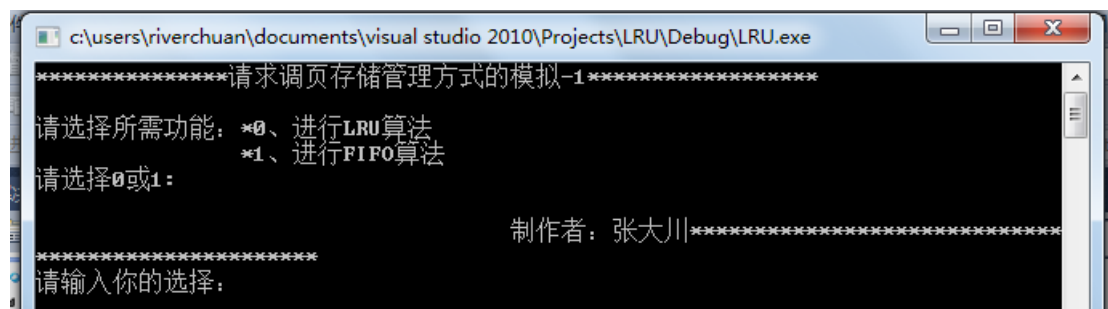 c:\users\riverchuan\documents\visual studio 2010\Projects\LRU\Debug\LRU.exe
***************请求调页存储管理方式的模拟-1******************
请选择所需功能：*0、进行LRU算法
*1、进行FIFO算法
请选择0或1：
制作者：张大川*****************************
**********************
请输入你的选择：